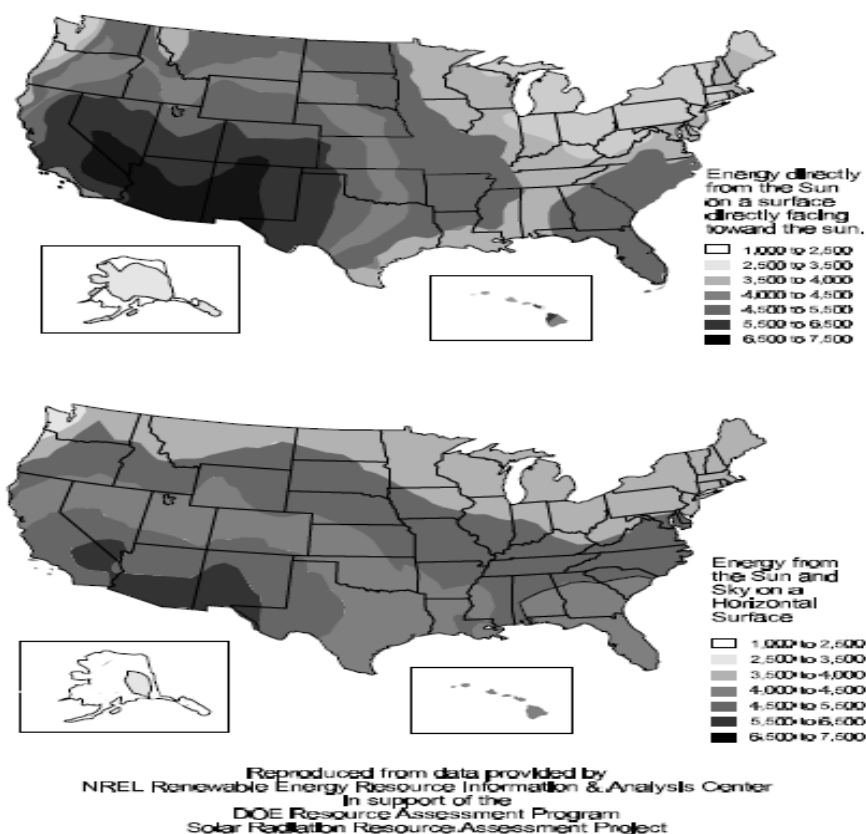 Energy directly
from the Sun
on a surface
directly facing
toward the sun.
1,000 to 2,500
2,500 to 3,500
3,500 to 4,000
4,000 to 4,500
4,500 to 5,500
5,500 to 6,500
6,500 to 7,500
Energy from
the Sun and
Sky on a
Horizontal
Surface
1,000 to 2,500
2,500 to 3,500
3,500 to 4,000
4,000 to 4,500
4,500 to 5,500
5,500 to 6,500
6,500 to 7,500
Reproduced from data provided by
NREL Renewable Energy Resource Information & Analysis Center
in support of the
DOE Resource Assessment Program
Solar Radiation Resource Assessment Project